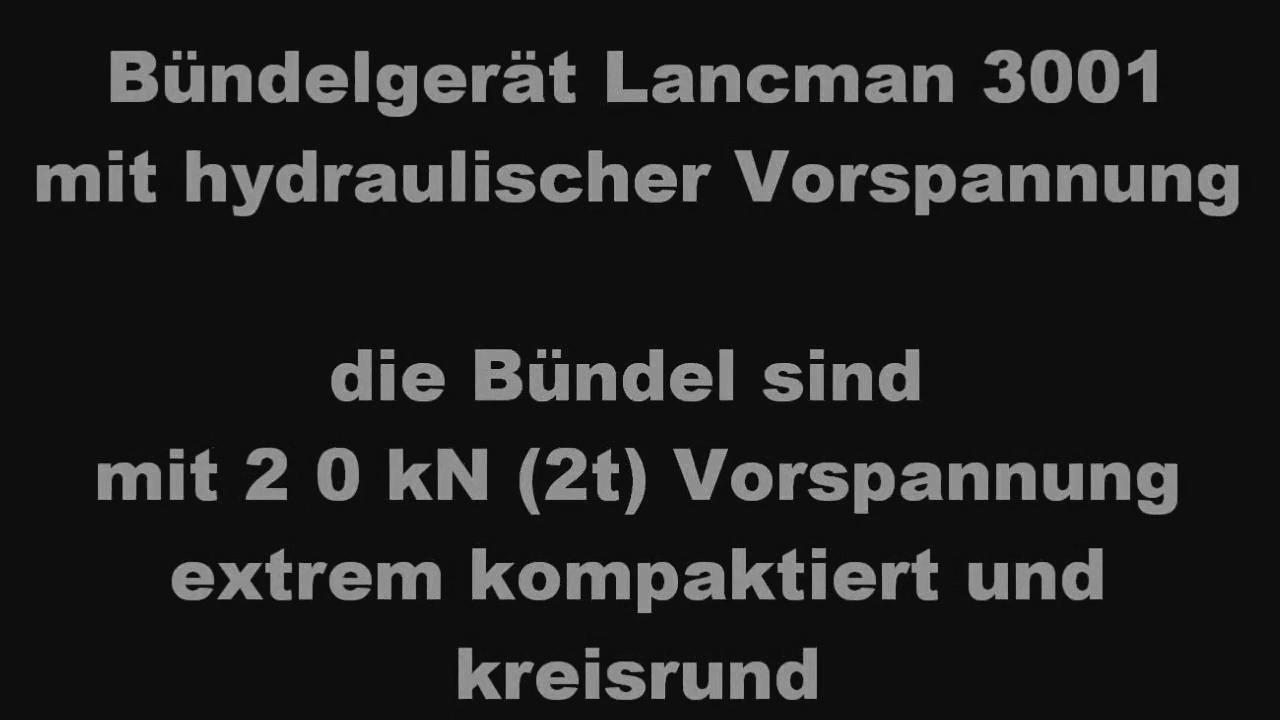 Bündelgerät Lancman 3001
mit hydraulischer Vorspannung
die Bündel sind
mit 2 0 kN (2t) Vorspannung
extrem kompaktiert und
kreisrund